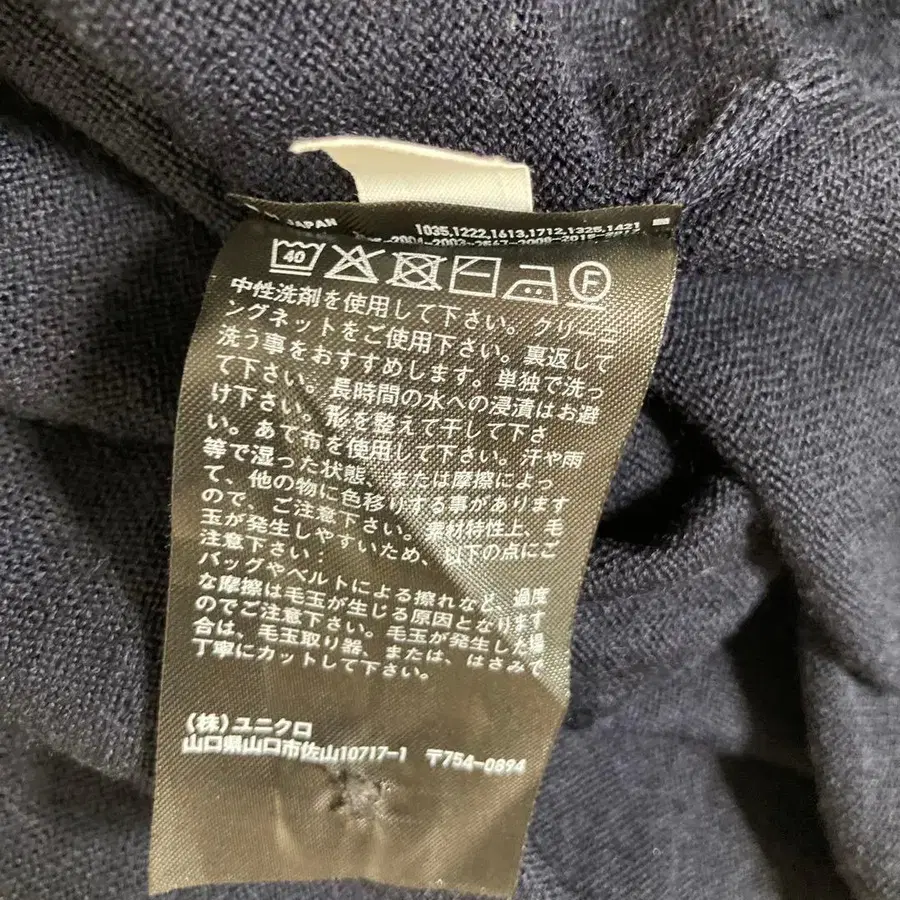 JAPAN
1035,1222,1613,1712,1325,1421
40
F
中性洗剤を使用して下さい。クリーニ
ングネットをご使用下さい。裏返して
洗う事をおすすめします。単独で洗っ
て下さい。長時間の水への浸漬はお避
け下さい。形を整えて干して下さ
い。あて布を使用して下さい。汗や雨
等で湿った状態、または摩擦によっ
て、他の物に色移りする事があります
ので、ご注意下さい。素材特性上、毛
玉が発生しやすいため、以下の点にご
注意下さい：
バッグやベルトによる擦れなど、過度
な摩擦は毛玉が生じる原因となります
のでご注意下さい。毛玉が発生した場
合は、毛玉取り器、または、はさみで
丁寧にカットして下さい。
(株)ユニクロ
山口県山口市佐山10717-1 〒754-0894